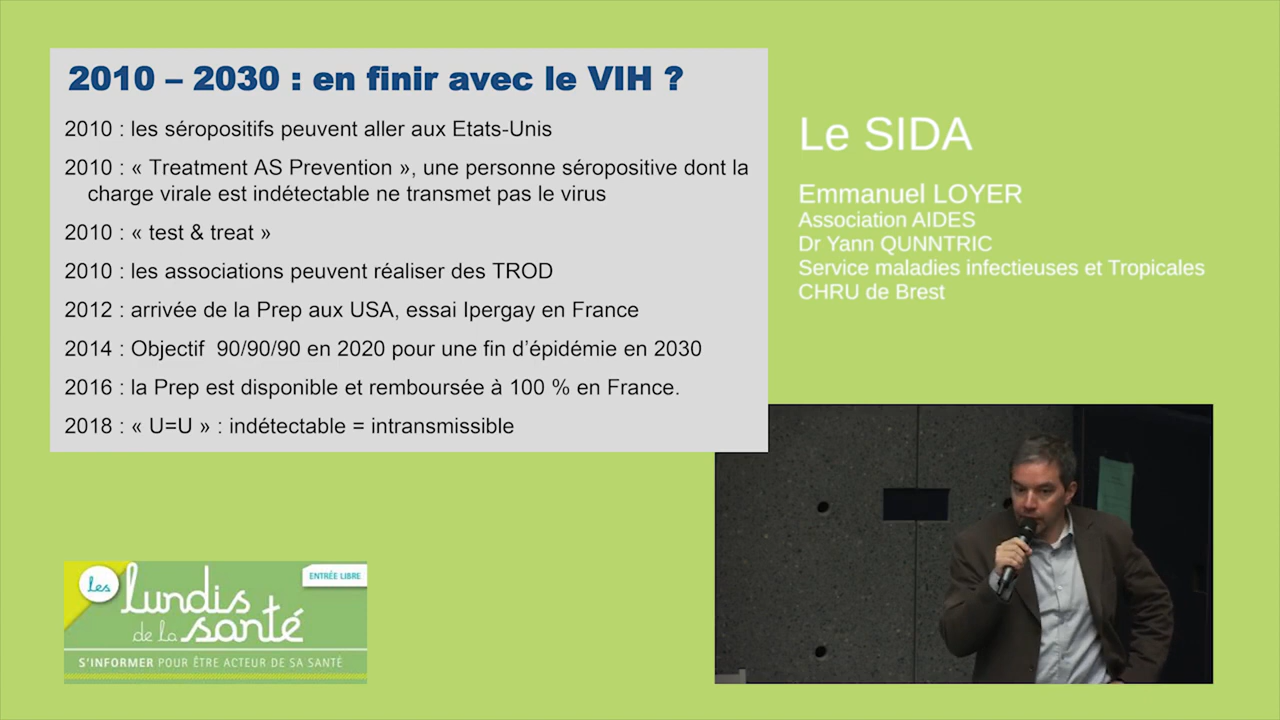 2010 – 2030 : en finir avec le VIH ?
2010 : les séropositifs peuvent aller aux Etats-Unis
2010 : « Treatment AS Prevention », une personne séropositive dont la
charge virale est indétectable ne transmet pas le virus
2010 : « test & treat »
2010 : les associations peuvent réaliser des TROD
2012 : arrivée de la Prep aux USA, essai Ipergay en France
2014 : Objectif 90/90/90 en 2020 pour une fin d’épidémie en 2030
2016 : la Prep est disponible et remboursée à 100 % en France.
2018 : « U=U » : indétectable = intransmissible
Le SIDA
Emmanuel LOYER
Association AIDES
Dr Yann QUNNTRIC
Service maladies infectieuses et Tropicales
CHRU de Brest
les
lundis
de la santé
ENTRÉE LIBRE
S'INFORMER POUR ÊTRE ACTEUR DE SA SANTÉ